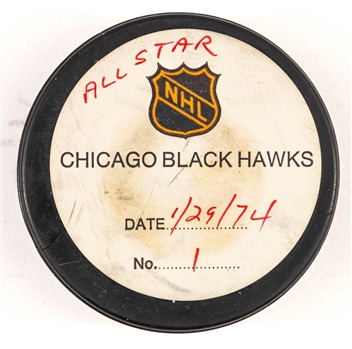 ALL STAR
NHL
CHICAGO BLACK HAWKS
DATE 1/29/74
No. 1